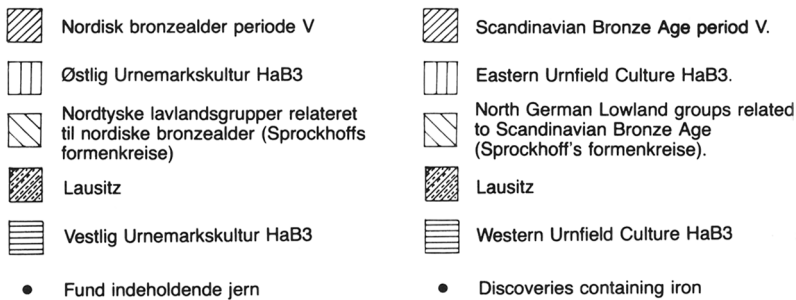 Nordisk bronzealder periode V
Østlig Urnemarkskultur HaB3
Nordtyske lavlandsgrupper relateret
til nordiske bronzealder (Sprockhoffs
formenkreise)
Lausitz
Vestlig Urnemarkskultur HaB3
Fund indeholdende jern
Scandinavian Bronze Age period V.
Eastern Urnfield Culture HaB3.
North German Lowland groups related
to Scandinavian Bronze Age
(Sprockhoff's formenkreise).
Lausitz
Western Urnfield Culture HaB3
Discoveries containing iron